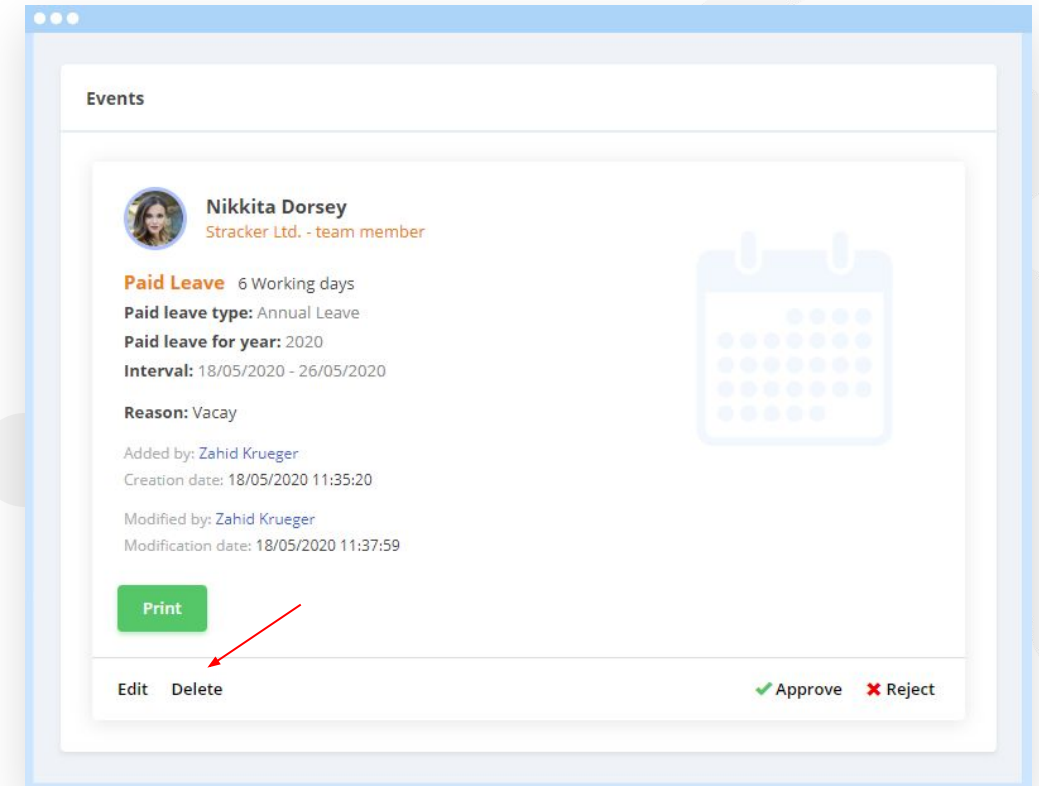 Events
Nikkita Dorsey
Stracker Ltd. - team member
Paid Leave 6 Working days
Paid leave type: Annual Leave
Paid leave for year: 2020
Interval: 18/05/2020 - 26/05/2020
Reason: Vacay
Added by: Zahid Krueger
Creation date: 18/05/2020 11:35:20
Modified by: Zahid Krueger
Modification date: 18/05/2020 11:37:59
Print
Edit Delete Approve Reject